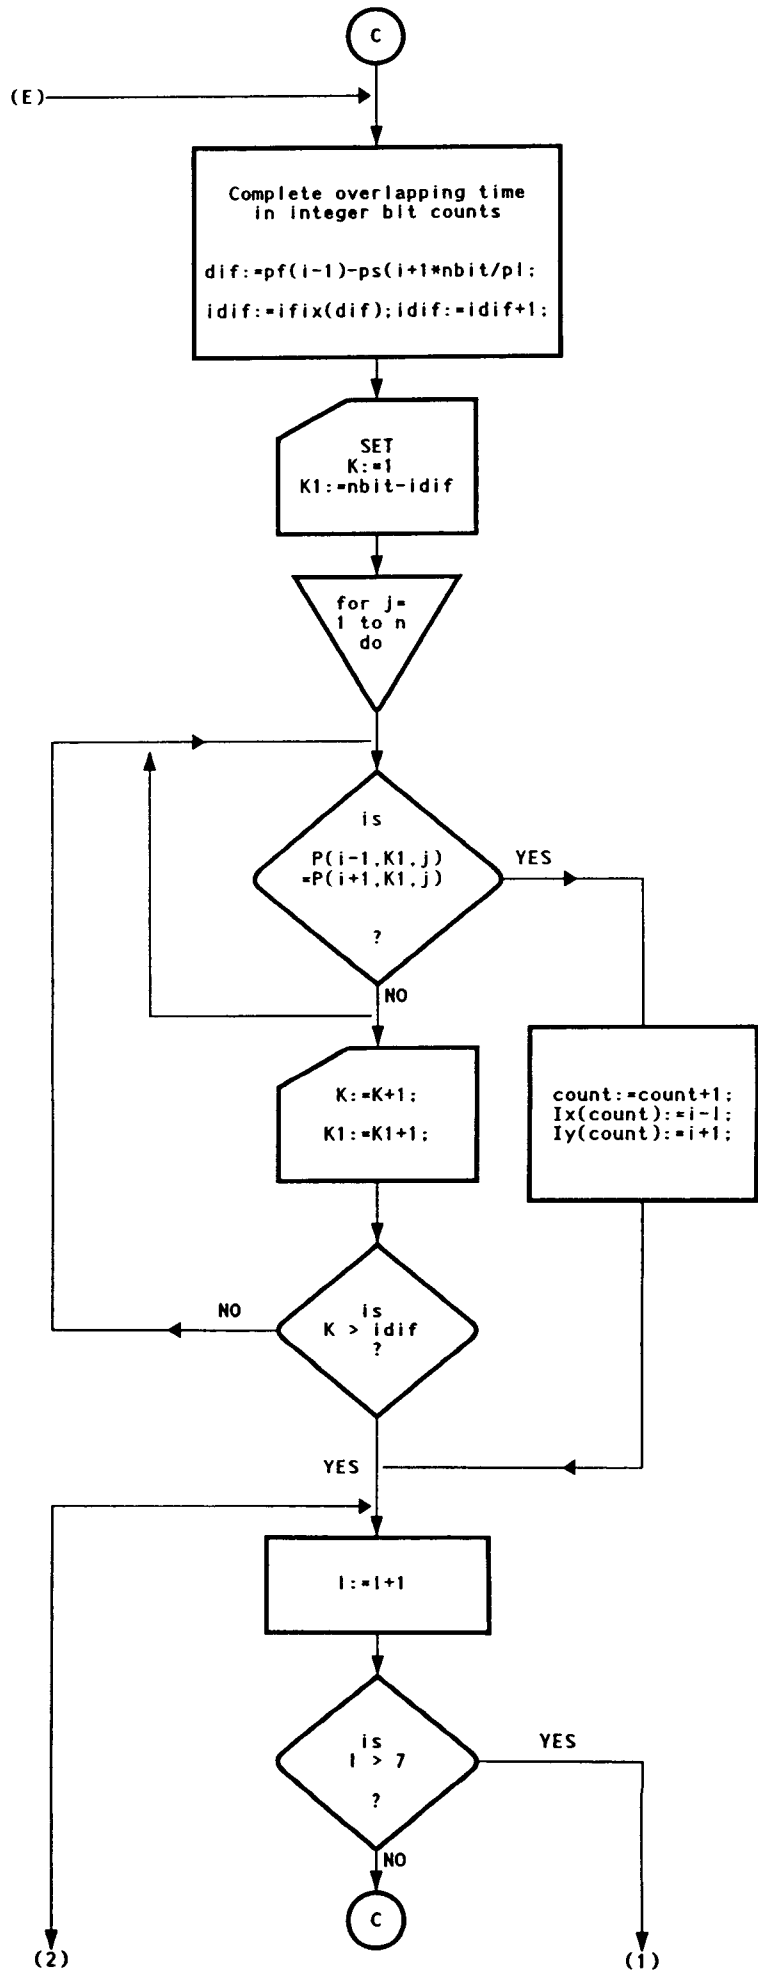 C
(E)
Complete overlapping time
in integer bit counts
dif:=pf(i-1)-ps(i+1*nbit/pl;
idif:=ifix(dif);idif:=idif+1;
SET
K:=1
K1:=nbit-idif
for j=
1 to n
do
is
P(i-1,K1,j)
=P(i+1,K1,j)
?
YES
NO
K:=K+1;
K1:=K1+1;
count:=count+1;
Ix(count):=i-l;
Iy(count):=i+1;
is
K > idif
?
NO
YES
I:=I+1
is
I > 7
?
YES
NO
C
(2)
(1)